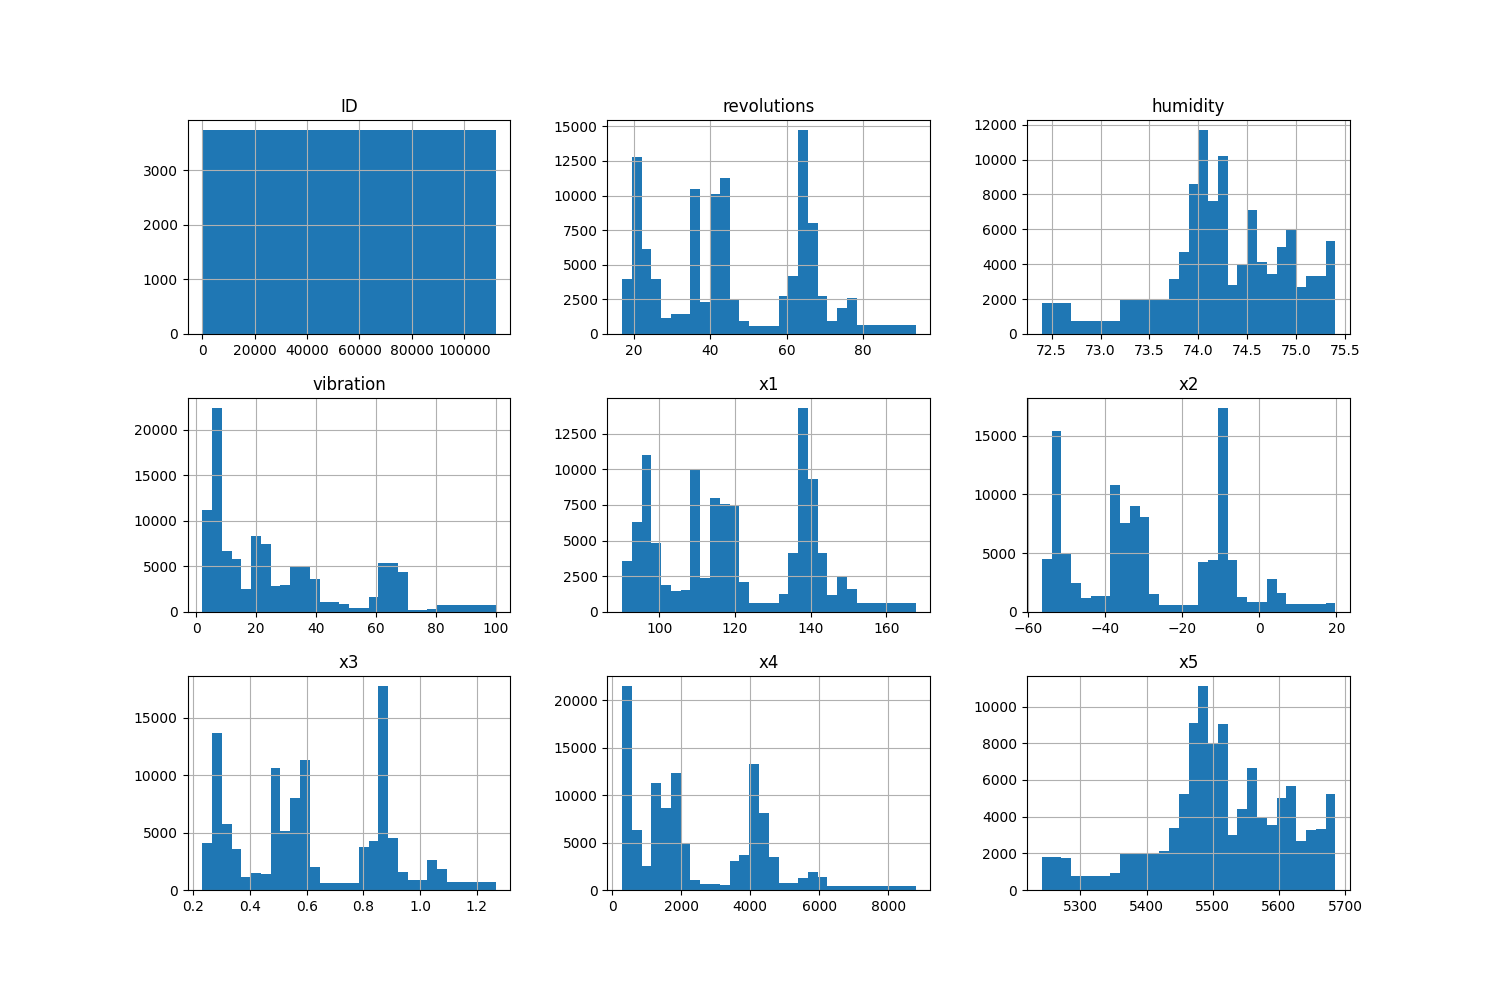 ID
revolutions
humidity
3000
2000
1000
0
0 20000 40000 60000 80000 100000
15000
12500
10000
7500
5000
2500
0
20 40 60 80
12000
10000
8000
6000
4000
2000
0
72.5 73.0 73.5 74.0 74.5 75.0 75.5
vibration
x1
x2
20000
15000
10000
5000
0
0 20 40 60 80 100
12500
10000
7500
5000
2500
0
100 120 140 160
15000
10000
5000
0
−60 −40 −20 0 20
x3
x4
x5
15000
10000
5000
0
0.2 0.4 0.6 0.8 1.0 1.2
20000
15000
10000
5000
0
0 2000 4000 6000 8000
10000
8000
6000
4000
2000
0
5300 5400 5500 5600 5700